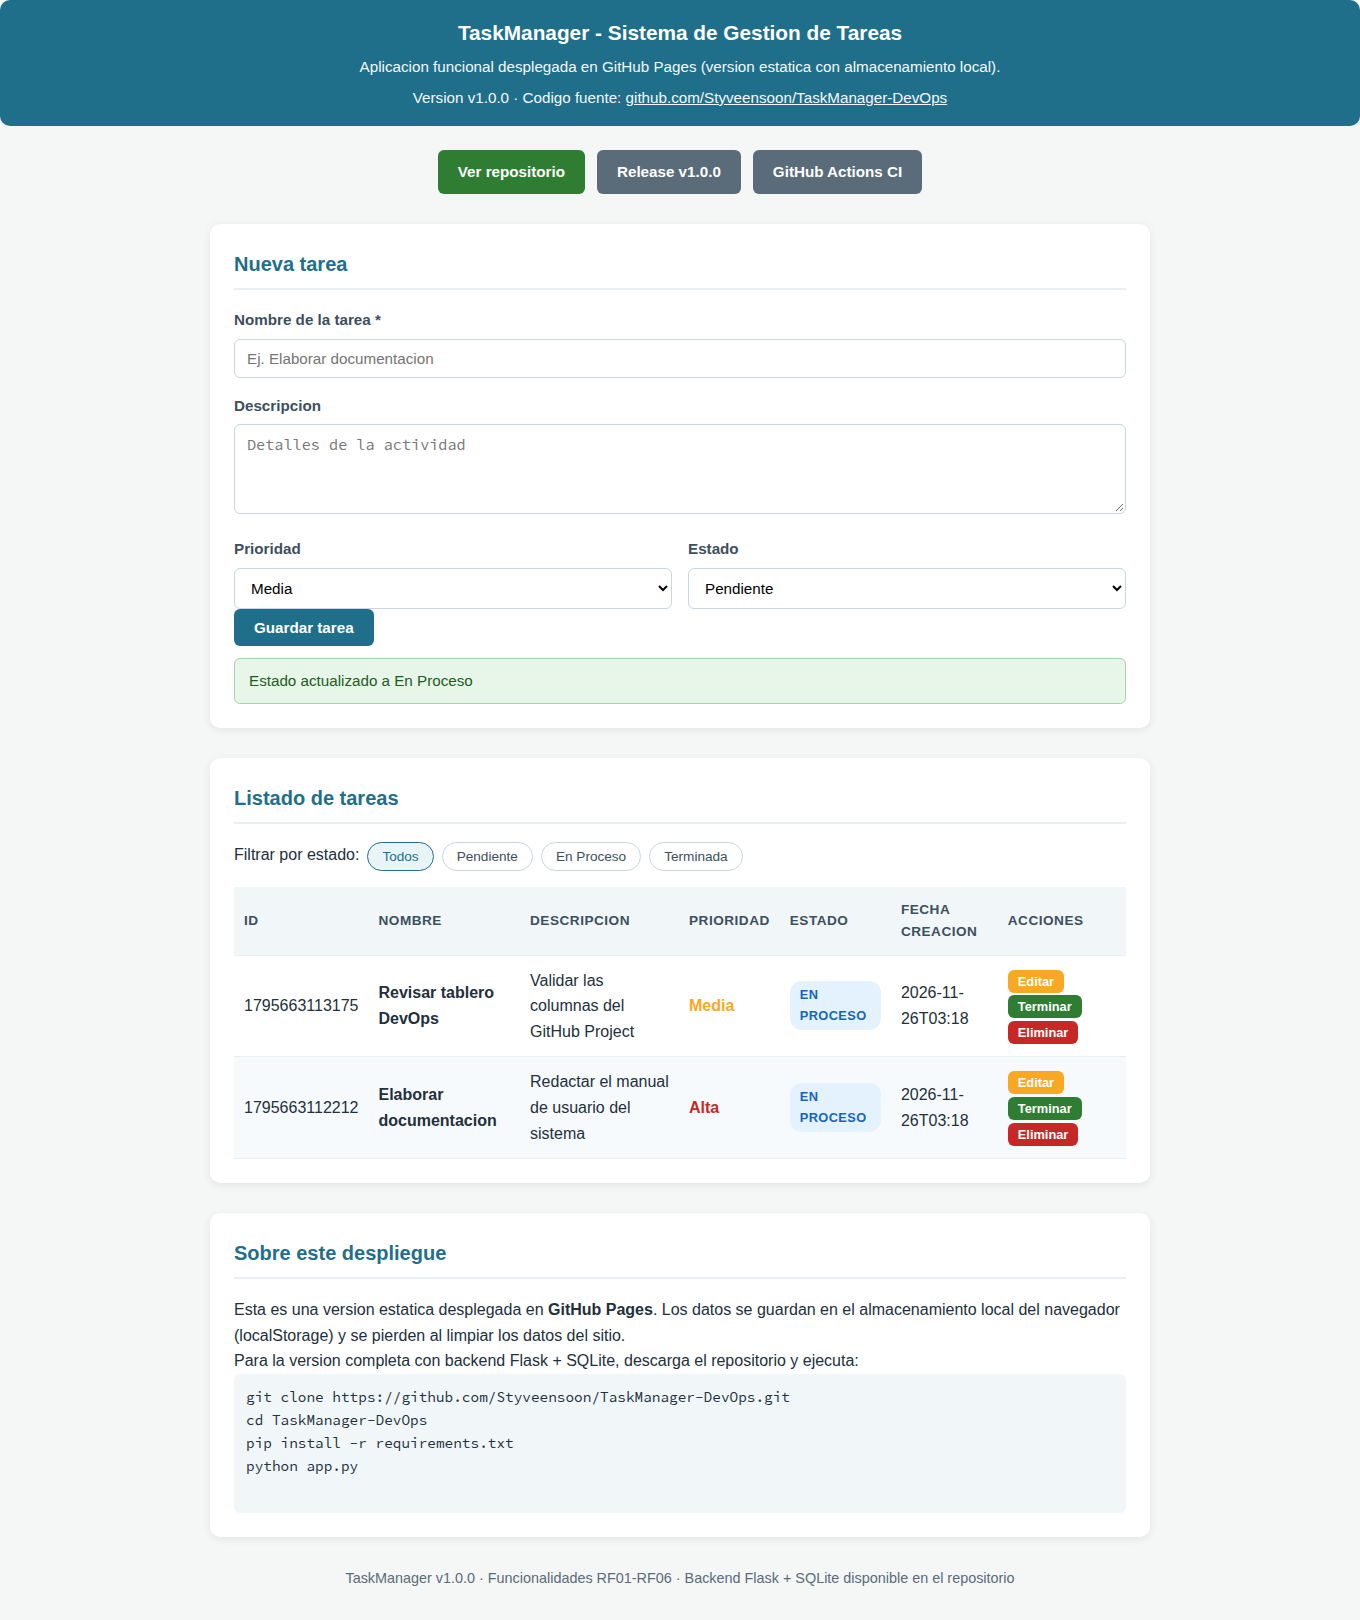 TaskManager - Sistema de Gestion de Tareas
Aplicacion funcional desplegada en GitHub Pages (version estatica con almacenamiento local).
Version v1.0.0 · Codigo fuente: github.com/Styveensoon/TaskManager-DevOps
Ver repositorio Release v1.0.0 GitHub Actions CI
Nueva tarea
Nombre de la tarea *
Ej. Elaborar documentacion
Descripcion
Detalles de la actividad
Prioridad Estado
Media Pendiente
Guardar tarea
Estado actualizado a En Proceso
Listado de tareas
Filtrar por estado: Todos Pendiente En Proceso Terminada
ID NOMBRE DESCRIPCION PRIORIDAD ESTADO FECHA CREACION ACCIONES
1795663113175 Revisar tablero DevOps Validar las columnas del GitHub Project Media EN PROCESO 2026-11-26T03:18 Editar Terminar Eliminar
1795663112212 Elaborar documentacion Redactar el manual de usuario del sistema Alta EN PROCESO 2026-11-26T03:18 Editar Terminar Eliminar
Sobre este despliegue
Esta es una version estatica desplegada en GitHub Pages. Los datos se guardan en el almacenamiento local del navegador
(localStorage) y se pierden al limpiar los datos del sitio.
Para la version completa con backend Flask + SQLite, descarga el repositorio y ejecuta:
git clone https://github.com/Styveensoon/TaskManager-DevOps.git
cd TaskManager-DevOps
pip install -r requirements.txt
python app.py
TaskManager v1.0.0 · Funcionalidades RF01-RF06 · Backend Flask + SQLite disponible en el repositorio